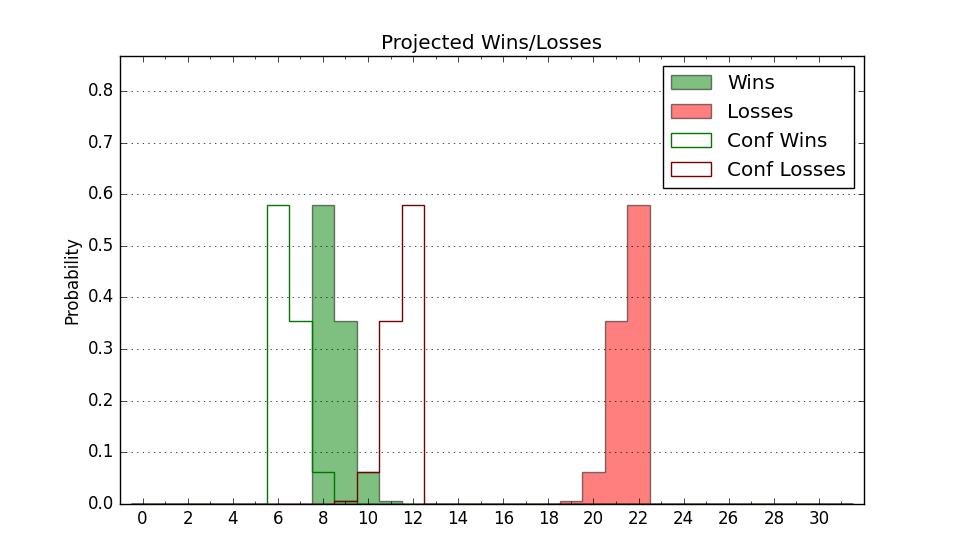 Projected Wins/Losses
Wins
Losses
Conf Wins
Conf Losses
Probability
0.8
0.7
0.6
0.5
0.4
0.3
0.2
0.1
0.0
0 2 4 6 8 10 12 14 16 18 20 22 24 26 28 30